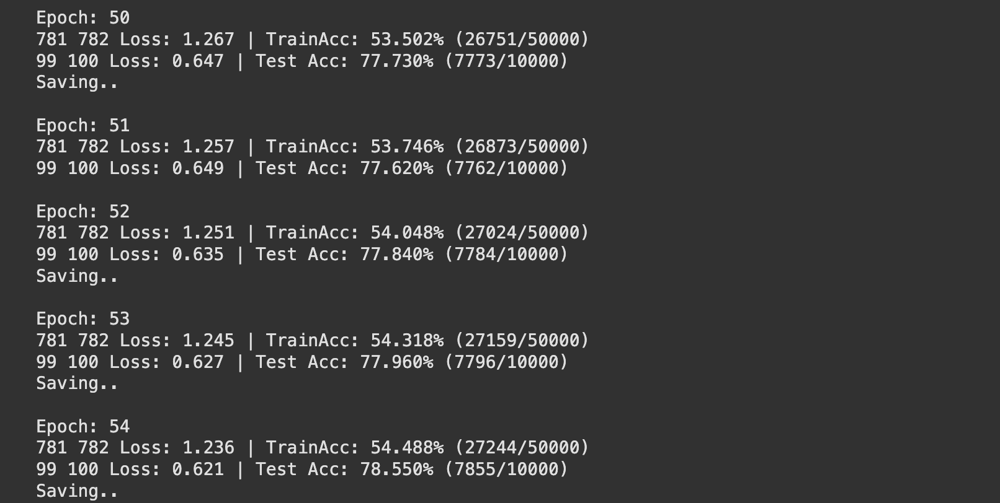 Epoch: 50
781 782 Loss: 1.267 | TrainAcc: 53.502% (26751/50000)
99 100 Loss: 0.647 | Test Acc: 77.730% (7773/10000)
Saving..
Epoch: 51
781 782 Loss: 1.257 | TrainAcc: 53.746% (26873/50000)
99 100 Loss: 0.649 | Test Acc: 77.620% (7762/10000)
Epoch: 52
781 782 Loss: 1.251 | TrainAcc: 54.048% (27024/50000)
99 100 Loss: 0.635 | Test Acc: 77.840% (7784/10000)
Saving..
Epoch: 53
781 782 Loss: 1.245 | TrainAcc: 54.318% (27159/50000)
99 100 Loss: 0.627 | Test Acc: 77.960% (7796/10000)
Saving..
Epoch: 54
781 782 Loss: 1.236 | TrainAcc: 54.488% (27244/50000)
99 100 Loss: 0.621 | Test Acc: 78.550% (7855/10000)
Saving..